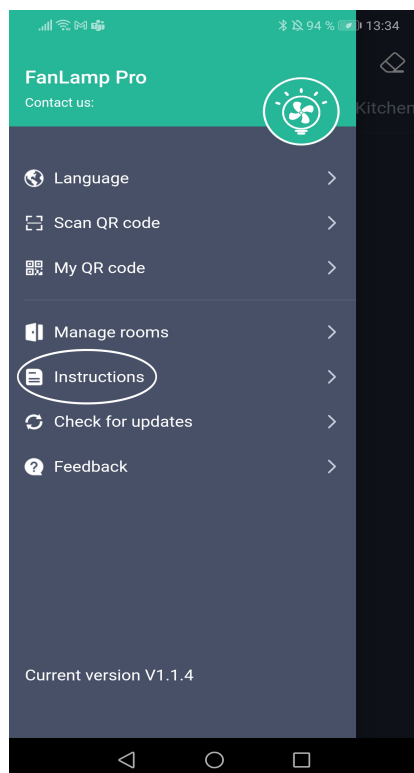 94 % 13:34
FanLamp Pro
Contact us:
Kitchen
Language
Scan QR code
My QR code
Manage rooms
Instructions
Check for updates
Feedback
Current version V1.1.4